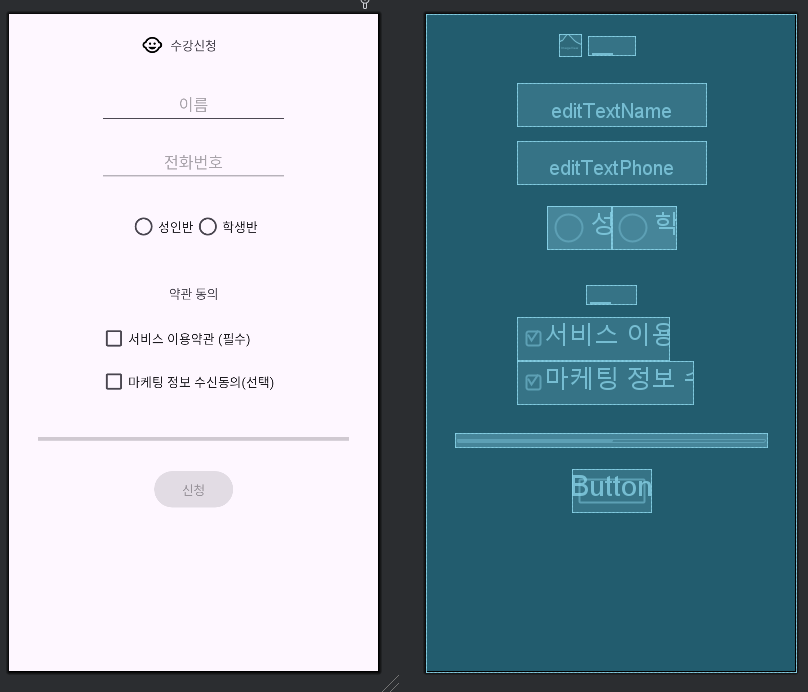 수강신청
이름
전화번호
성인반 학생반
약관 동의
서비스 이용약관 (필수)
마케팅 정보 수신동의(선택)
신청
editTextName
editTextPhone
성 학
서비스 이용
마케팅 정보
Button